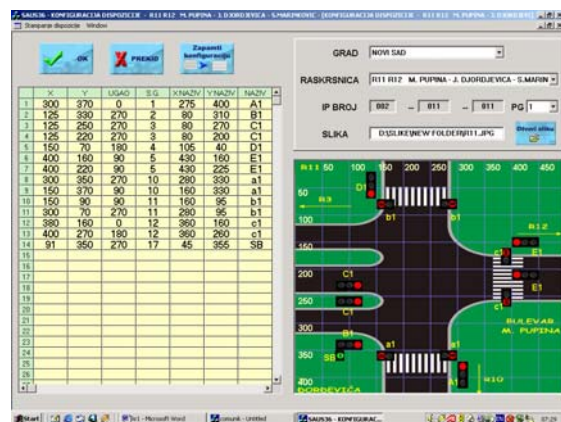 SAUS36 - KONFIGURACIJA DISPOZICIJE - R11 R12 M. PUPINA - J. DJORDJEVICA - S.MARINKOVIC - [KONFIGURACIJA DISPOZICIJE - R11 R12 M. PUPINA - J. DJORDJEVICA - S.M
Stampanje dispozicije Window
OK
PREKID
Zapamti
konfiguraciju
GRAD NOVI SAD
RASKRSNICA R11 R12 M. PUPINA - J. DJORDJEVICA - S.MARIN
IP BROJ 002 -- 011 -- 011 PG 1
SLIKA D:\SLIKE\NEW FOLDER\R11.JPG
X Y UGAO S.G. X:NAZIV Y:NAZIV NAZIV
1 300 370 0 1 275 400 A1
2 125 330 270 2 80 310 B1
3 125 250 270 3 80 270 C1
4 125 220 270 3 80 200 C1
5 150 70 180 4 105 40 D1
6 400 160 90 5 430 160 E1
7 400 220 90 5 430 225 E1
8 300 350 270 10 280 330 a1
9 150 370 90 10 160 330 a1
10 150 90 90 11 160 95 b1
11 300 70 270 11 280 95 b1
12 380 160 0 12 360 160 c1
13 400 270 180 12 360 260 c1
14 91 350 270 17 45 355 SB
15
16
17
18
19
20
21
22
23
24
25
R11 50 100 150 200 250 300 350 400 450
50
100
150
200
250
300
350
400
R3
D1
b1
b1
R12
c1
E1
C1
E1
C1
c1
BULEVAR
M. PUPINA
B1
a1
a1
SB
A1
R10
ĐORĐEVIĆA
Start
- Microsoft Word
comunik - Untitled
SAUS36 - KONFIGURAC...